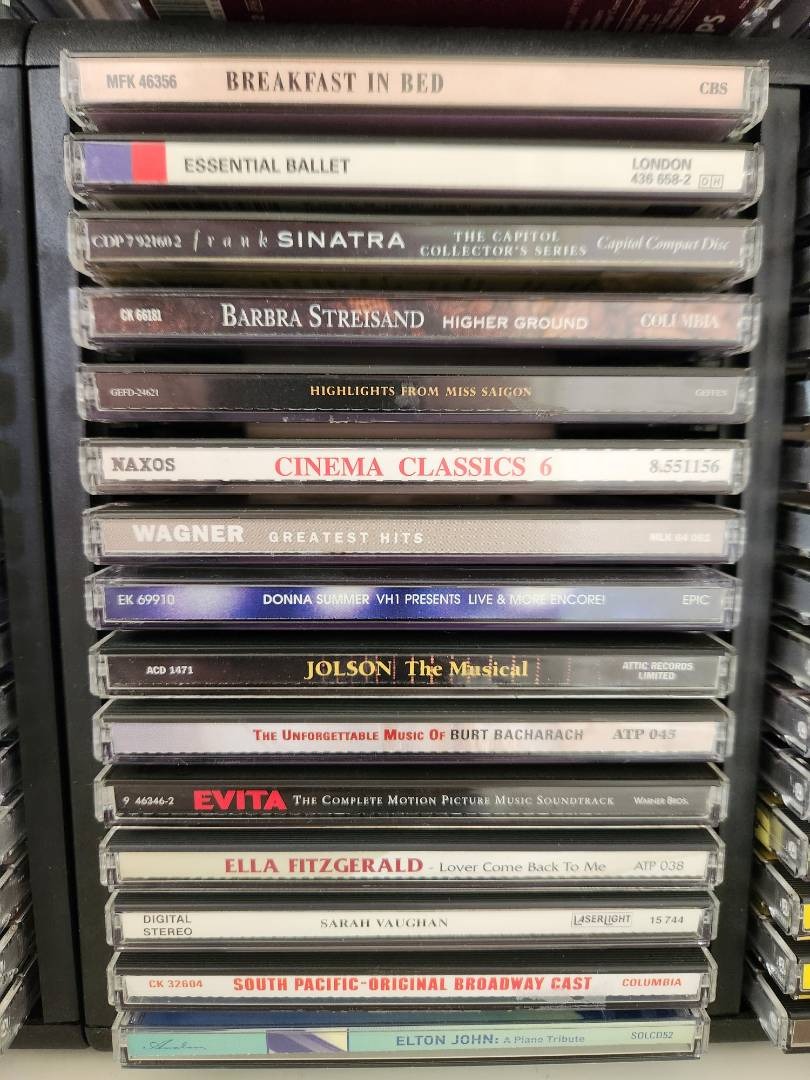 PS
MFK 46356 BREAKFAST IN BED CBS
ESSENTIAL BALLET LONDON
436 658-2 DH
CDP 7 92160 2 frank SINATRA THE CAPITOL COLLECTOR'S SERIES Capitol Compact Disc
CK 66181 BARBRA STREISAND HIGHER GROUND COLUMBIA
GEFD-24621 HIGHLIGHTS FROM MISS SAIGON GEFFEN
NAXOS CINEMA CLASSICS 6 8.551156
WAGNER GREATEST HITS MLK
EK 69910 DONNA SUMMER VH1 PRESENTS LIVE & MORE ENCORE! EPIC
ACD 1471 JOLSON The Musical ATTIC RECORDS
LIMITED
THE UNFORGETTABLE MUSIC OF BURT BACHARACH ATP 045
9 46346-2 EVITA THE COMPLETE MOTION PICTURE MUSIC SOUNDTRACK WARNER BROS.
ELLA FITZGERALD - Lover Come Back To Me ATP 038
DIGITAL
STEREO SARAH VAUGHAN LASERLIGHT 15 744
CK 32604 SOUTH PACIFIC-ORIGINAL BROADWAY CAST COLUMBIA
Avalon ELTON JOHN: A Piano Tribute SOLCD52